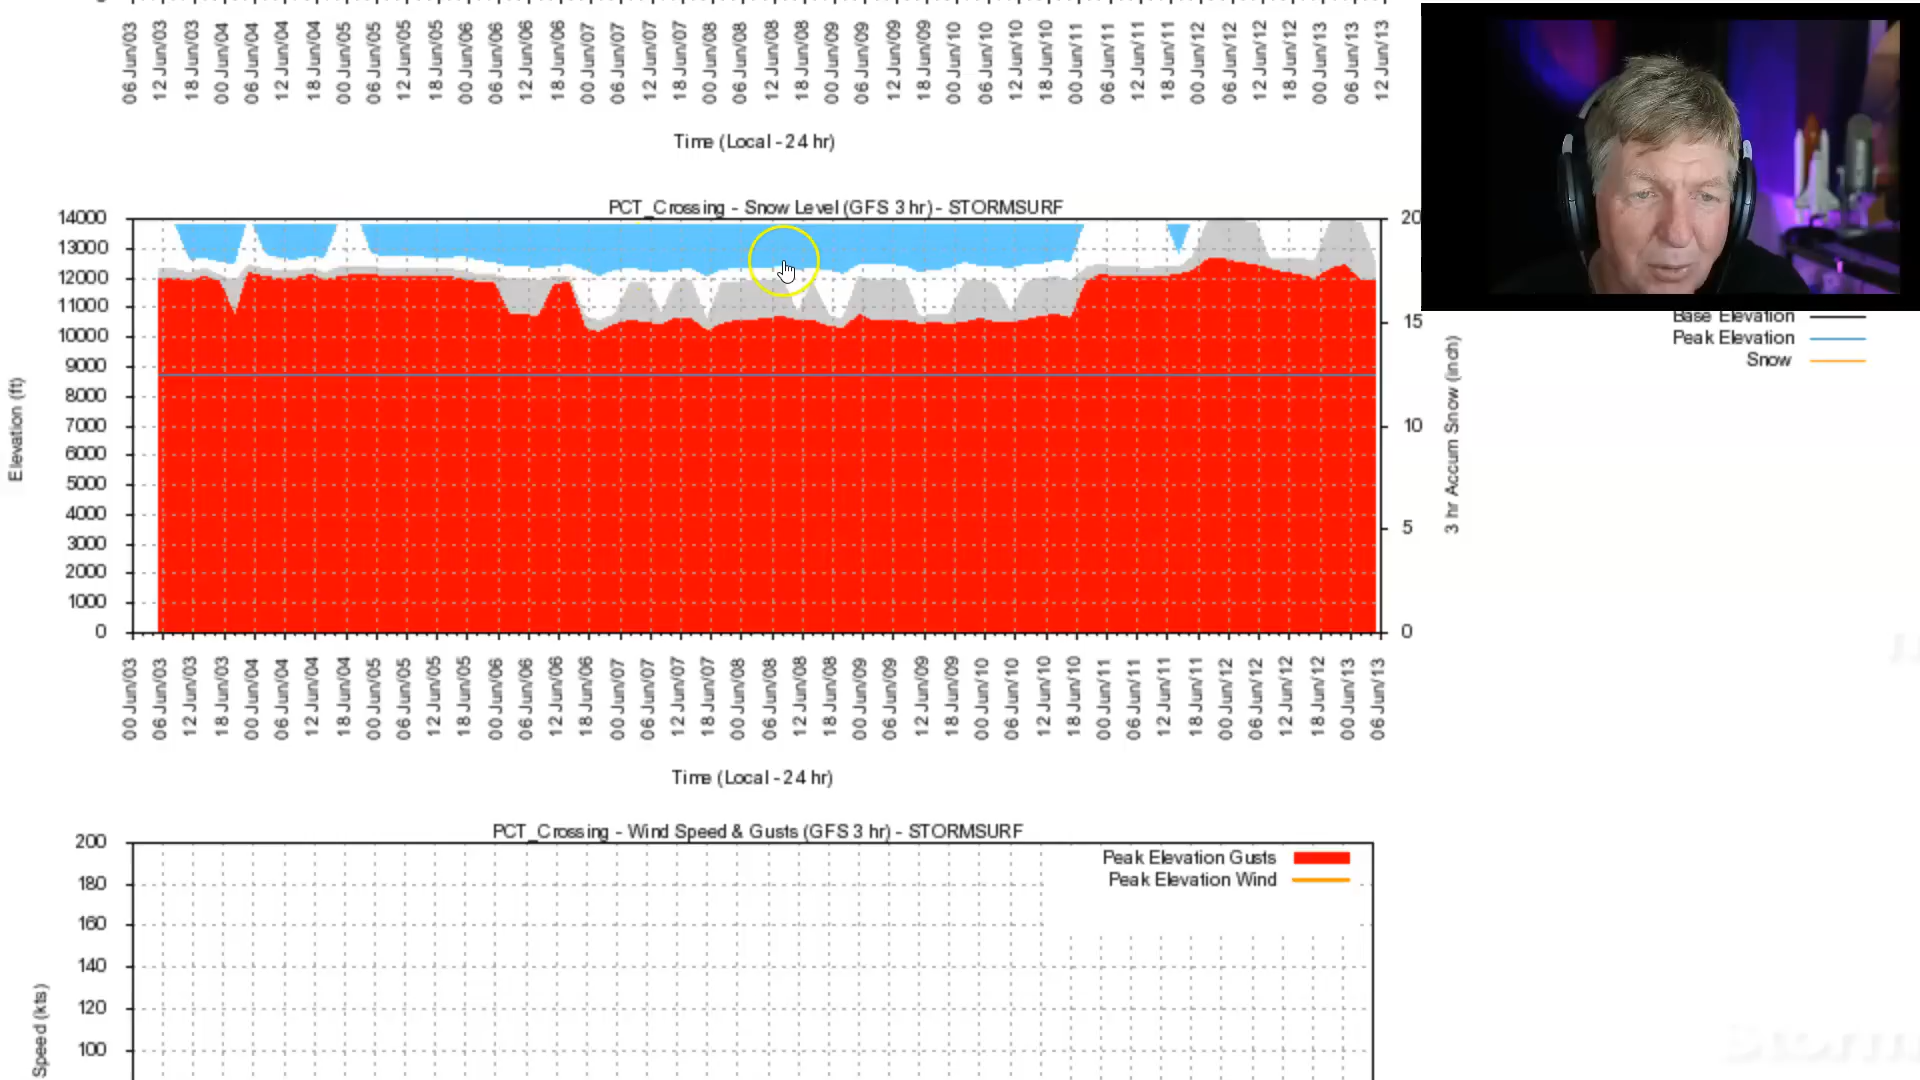 06 Jun/03
12 Jun/03
18 Jun/03
00 Jun/04
06 Jun/04
12 Jun/04
18 Jun/04
00 Jun/05
06 Jun/05
12 Jun/05
18 Jun/05
00 Jun/06
06 Jun/06
12 Jun/06
18 Jun/06
00 Jun/07
06 Jun/07
12 Jun/07
18 Jun/07
00 Jun/08
06 Jun/08
12 Jun/08
18 Jun/08
00 Jun/09
06 Jun/09
12 Jun/09
18 Jun/09
00 Jun/10
06 Jun/10
12 Jun/10
18 Jun/10
00 Jun/11
06 Jun/11
12 Jun/11
18 Jun/11
00 Jun/12
06 Jun/12
12 Jun/12
18 Jun/12
00 Jun/13
06 Jun/13
12 Jun/13
Time (Local - 24 hr)
PCT_Crossing - Snow Level (GFS 3 hr) - STORMSURF
14000
13000
12000
11000
10000
9000
8000
7000
6000
5000
4000
3000
2000
1000
0
Elevation (ft)
20
15
10
5
0
3 hr Accum Snow (inch)
Base Elevation
Peak Elevation
Snow
00 Jun/03
06 Jun/03
12 Jun/03
18 Jun/03
00 Jun/04
06 Jun/04
12 Jun/04
18 Jun/04
00 Jun/05
06 Jun/05
12 Jun/05
18 Jun/05
00 Jun/06
06 Jun/06
12 Jun/06
18 Jun/06
00 Jun/07
06 Jun/07
12 Jun/07
18 Jun/07
00 Jun/08
06 Jun/08
12 Jun/08
18 Jun/08
00 Jun/09
06 Jun/09
12 Jun/09
18 Jun/09
00 Jun/10
06 Jun/10
12 Jun/10
18 Jun/10
00 Jun/11
06 Jun/11
12 Jun/11
18 Jun/11
00 Jun/12
06 Jun/12
12 Jun/12
18 Jun/12
00 Jun/13
06 Jun/13
Time (Local - 24 hr)
PCT_Crossing - Wind Speed & Gusts (GFS 3 hr) - STORMSURF
200
180
160
140
120
100
Speed (kts)
Peak Elevation Gusts
Peak Elevation Wind